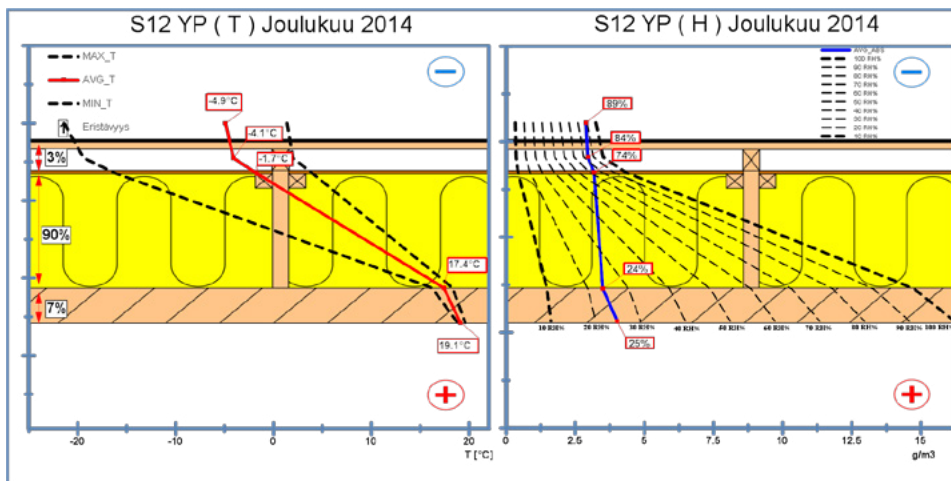 S12 YP ( T ) Joulukuu 2014
MAX_T
AVG_T
MIN_T
Eristävyys
-4.9°C
-4.1°C
-1.7°C
17.4°C
19.1°C
3%
90%
7%
-20
-10
0
10
20
T [°C]
S12 YP ( H ) Joulukuu 2014
AVG_ABS
100 RH%
90 RH%
80 RH%
70 RH%
60 RH%
50 RH%
40 RH%
30 RH%
20 RH%
10 RH%
89%
84%
74%
24%
25%
10 RH%
20 RH%
30 RH%
40 RH%
50 RH%
60 RH%
70 RH%
80 RH%
90 RH%
100 R
0
2.5
5
7.5
10
12.5
15
g/m3